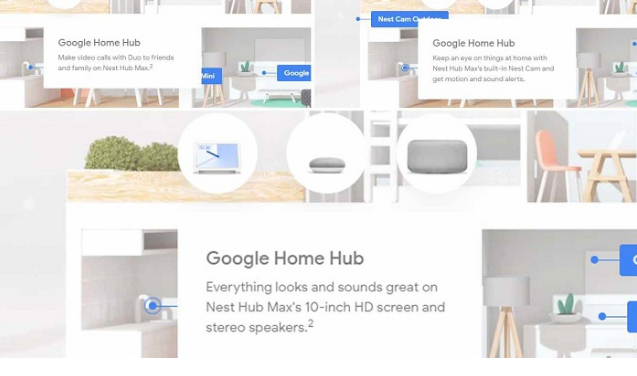 Nest Cam Outdoor
Google Home Hub
Make video calls with Duo to friends
and family on Nest Hub Max.2
Mini
Google
Google Home Hub
Keep an eye on things at home with
Nest Hub Max's built-in Nest Cam and
get motion and sound alerts.
Google Home Hub
Everything looks and sounds great on
Nest Hub Max's 10-inch HD screen and
stereo speakers.2